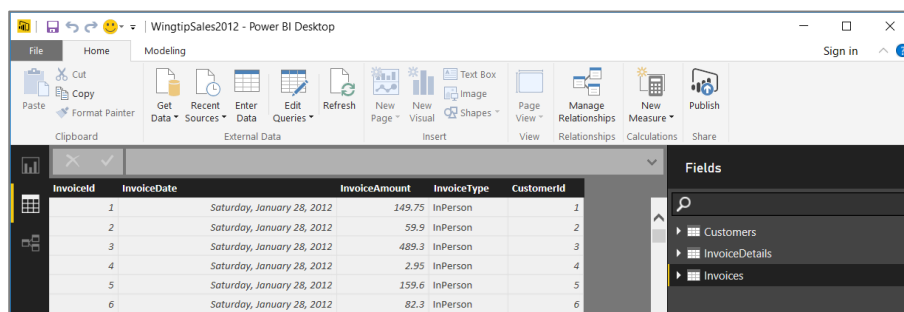 WingtipSales2012 - Power BI Desktop
File Home Modeling Sign in
Paste
Cut
Copy
Format Painter
Get Data
Recent Sources
Enter Data
Edit Queries
Refresh
New Page
New Visual
Text Box
Image
Shapes
Page View
Manage Relationships
New Measure
Publish
Clipboard External Data Insert View Relationships Calculations Share
Fields
InvoiceId InvoiceDate InvoiceAmount InvoiceType CustomerId
1 Saturday, January 28, 2012 149.75 InPerson 1
2 Saturday, January 28, 2012 59.9 InPerson 2
3 Saturday, January 28, 2012 489.3 InPerson 3
4 Saturday, January 28, 2012 2.95 InPerson 4
5 Saturday, January 28, 2012 159.6 InPerson 5
6 Saturday, January 28, 2012 82.3 InPerson 6
Customers
InvoiceDetails
Invoices